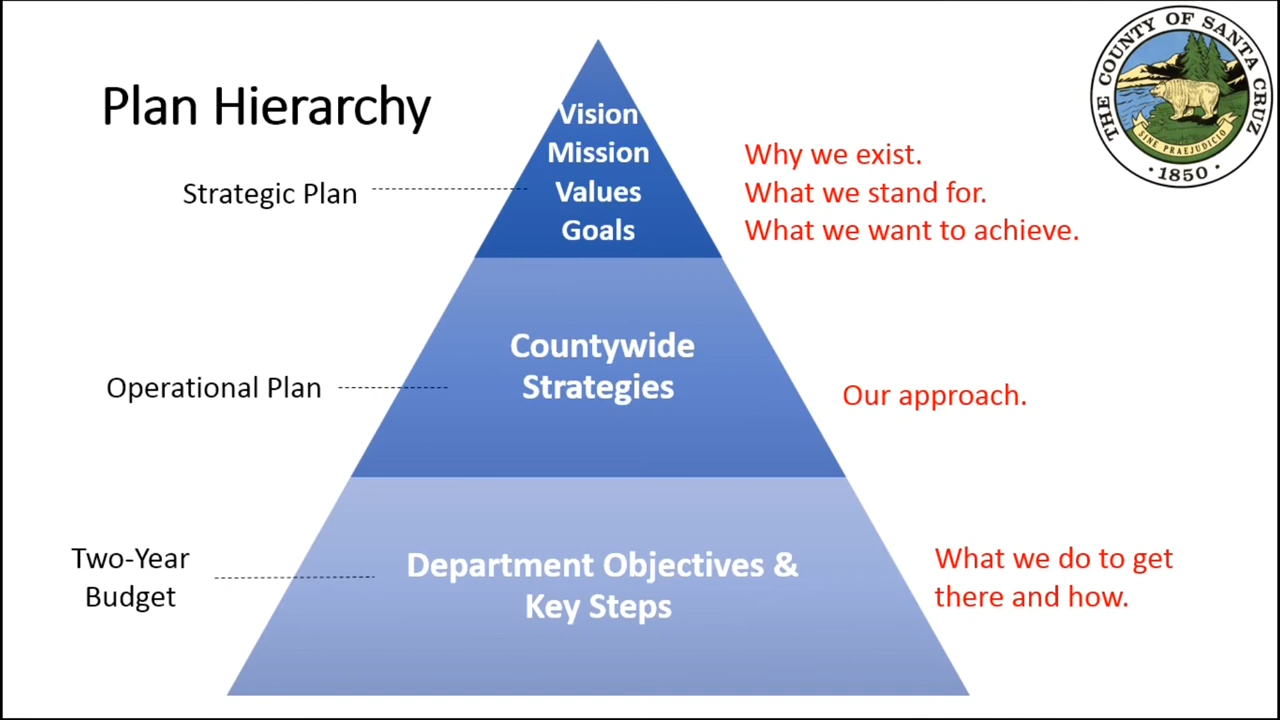 Plan Hierarchy
THE COUNTY OF SANTA CRUZ
SINE PRAEJUDICIO
• 1850 •
Vision
Mission
Values
Goals
Strategic Plan
Why we exist.
What we stand for.
What we want to achieve.
Countywide
Strategies
Operational Plan
Our approach.
Two-Year
Budget
Department Objectives &
Key Steps
What we do to get
there and how.